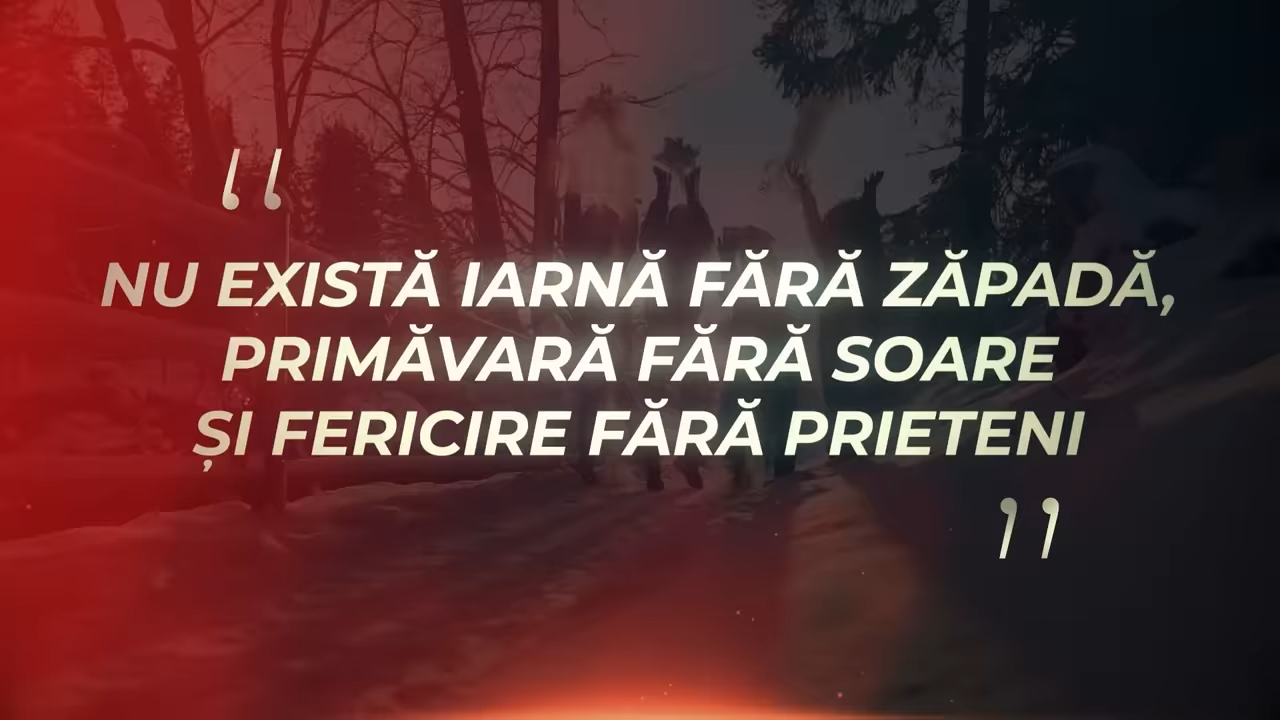 “
NU EXISTĂ IARNĂ FĂRĂ ZĂPADĂ,
PRIMĂVARĂ FĂRĂ SOARE
ȘI FERICIRE FĂRĂ PRIETENI
”